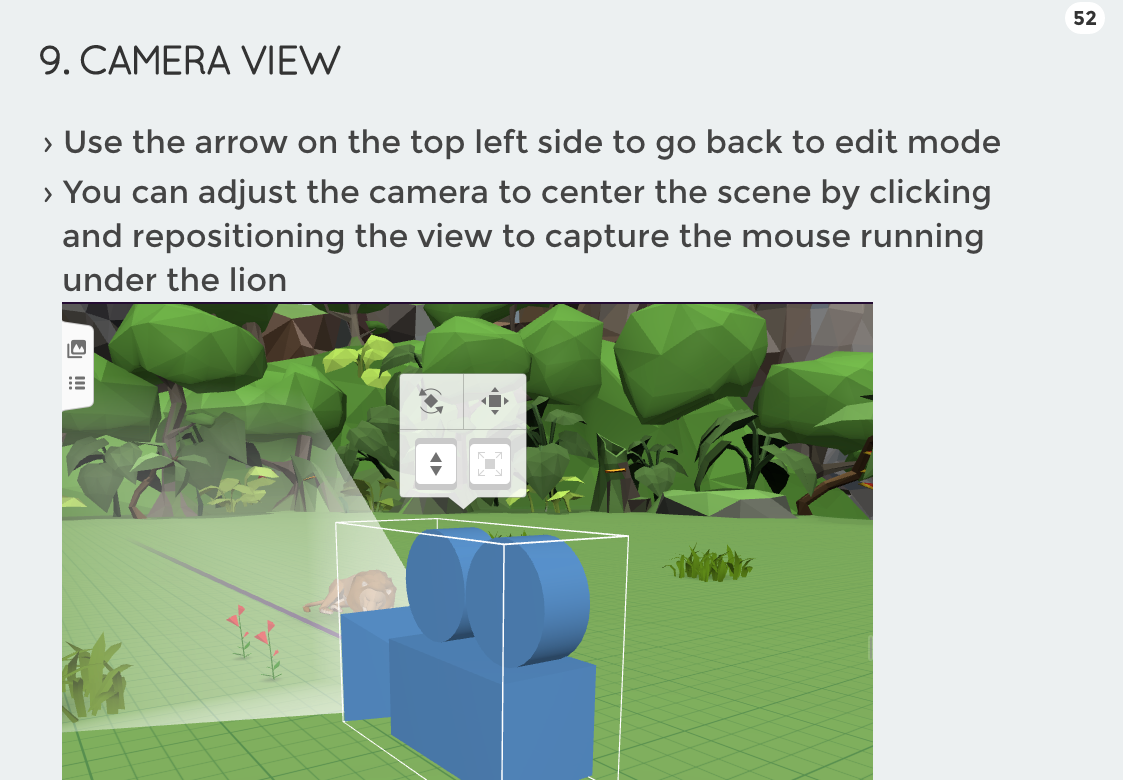 52
9. CAMERA VIEW
› Use the arrow on the top left side to go back to edit mode
› You can adjust the camera to center the scene by clicking
and repositioning the view to capture the mouse running
under the lion